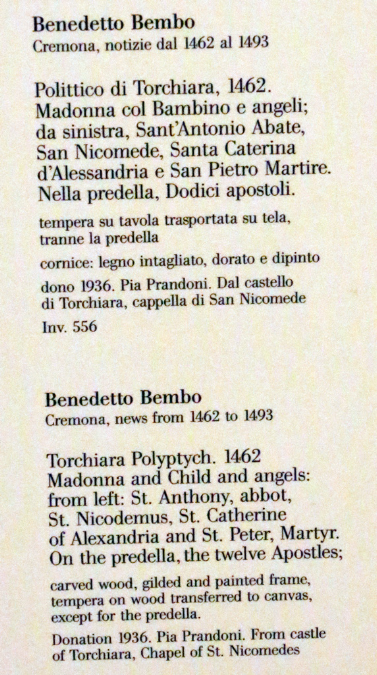 Benedetto Bembo
Cremona, notizie dal 1462 al 1493
Polittico di Torchiara, 1462.
Madonna col Bambino e angeli;
da sinistra, Sant'Antonio Abate,
San Nicomede, Santa Caterina
d'Alessandria e San Pietro Martire.
Nella predella, Dodici apostoli.
tempera su tavola trasportata su tela,
tranne la predella
cornice: legno intagliato, dorato e dipinto
dono 1936. Pia Prandoni. Dal castello
di Torchiara, cappella di San Nicomede
Inv. 556
Benedetto Bembo
Cremona, news from 1462 to 1493
Torchiara Polyptych. 1462
Madonna and Child and angels:
from left: St. Anthony, abbot,
St. Nicodemus, St. Catherine
of Alexandria and St. Peter, Martyr.
On the predella, the twelve Apostles;
carved wood, gilded and painted frame,
tempera on wood transferred to canvas,
except for the predella.
Donation 1936. Pia Prandoni. From castle
of Torchiara, Chapel of St. Nicomedes